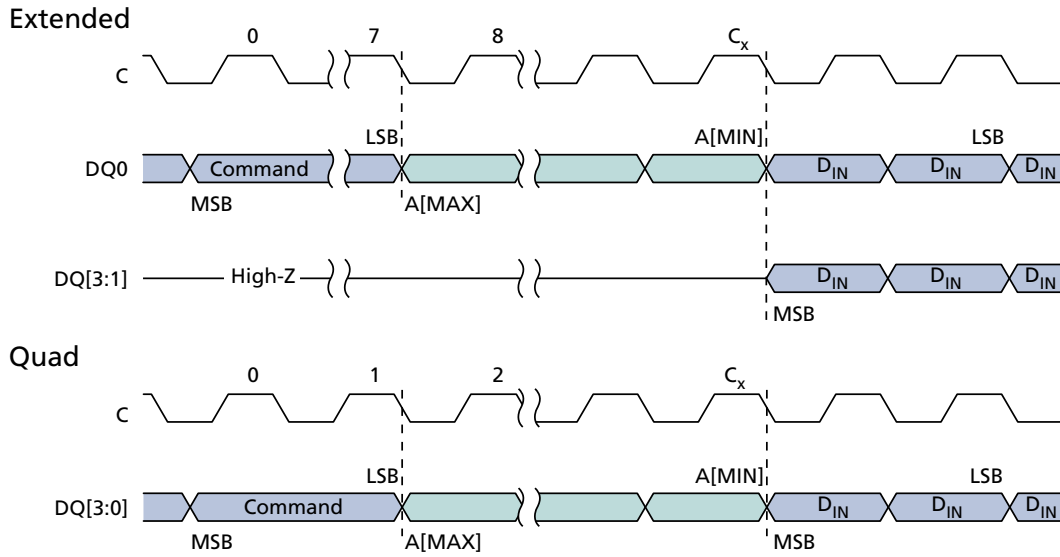 Extended
0 7 8 Cx
C
LSB A[MIN] LSB
DQ0 Command DIN DIN DIN
MSB A[MAX]
DQ[3:1] High-Z DIN DIN DIN
MSB
Quad
0 1 2 Cx
C
LSB A[MIN] LSB
DQ[3:0] Command DIN DIN DIN
MSB A[MAX] MSB